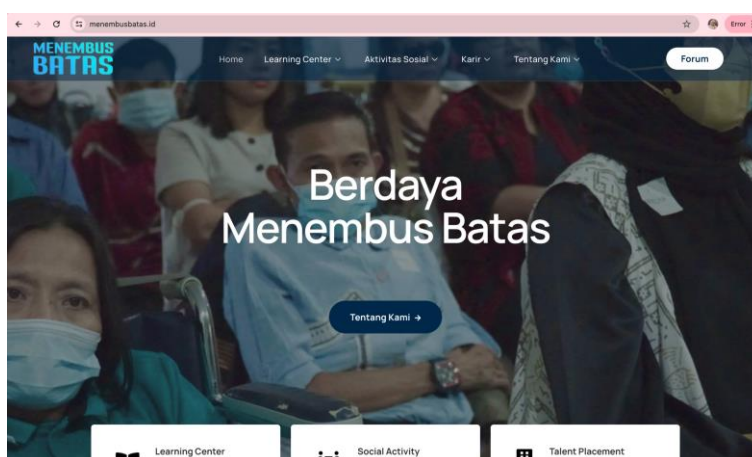 menembusbatas.id
Error
MENEMBUS
BATAS
Home Learning Center Aktivitas Sosial Karir Tentang Kami Forum
Berdaya
Menembus Batas
Tentang Kami →
Learning Center Social Activity Talent Placement